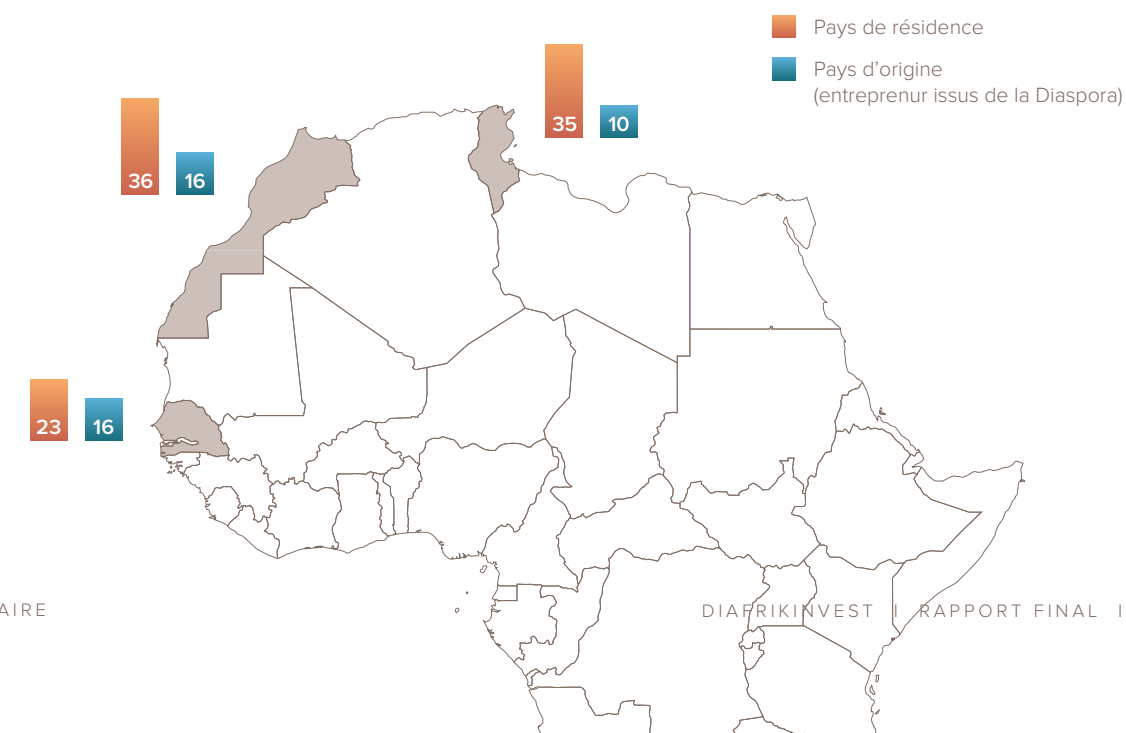 Pays de résidence
Pays d’origine
(entreprenur issus de la Diaspora)
35
10
36
16
23
16
AIRE
DIAFRIKINVEST I RAPPORT FINAL I